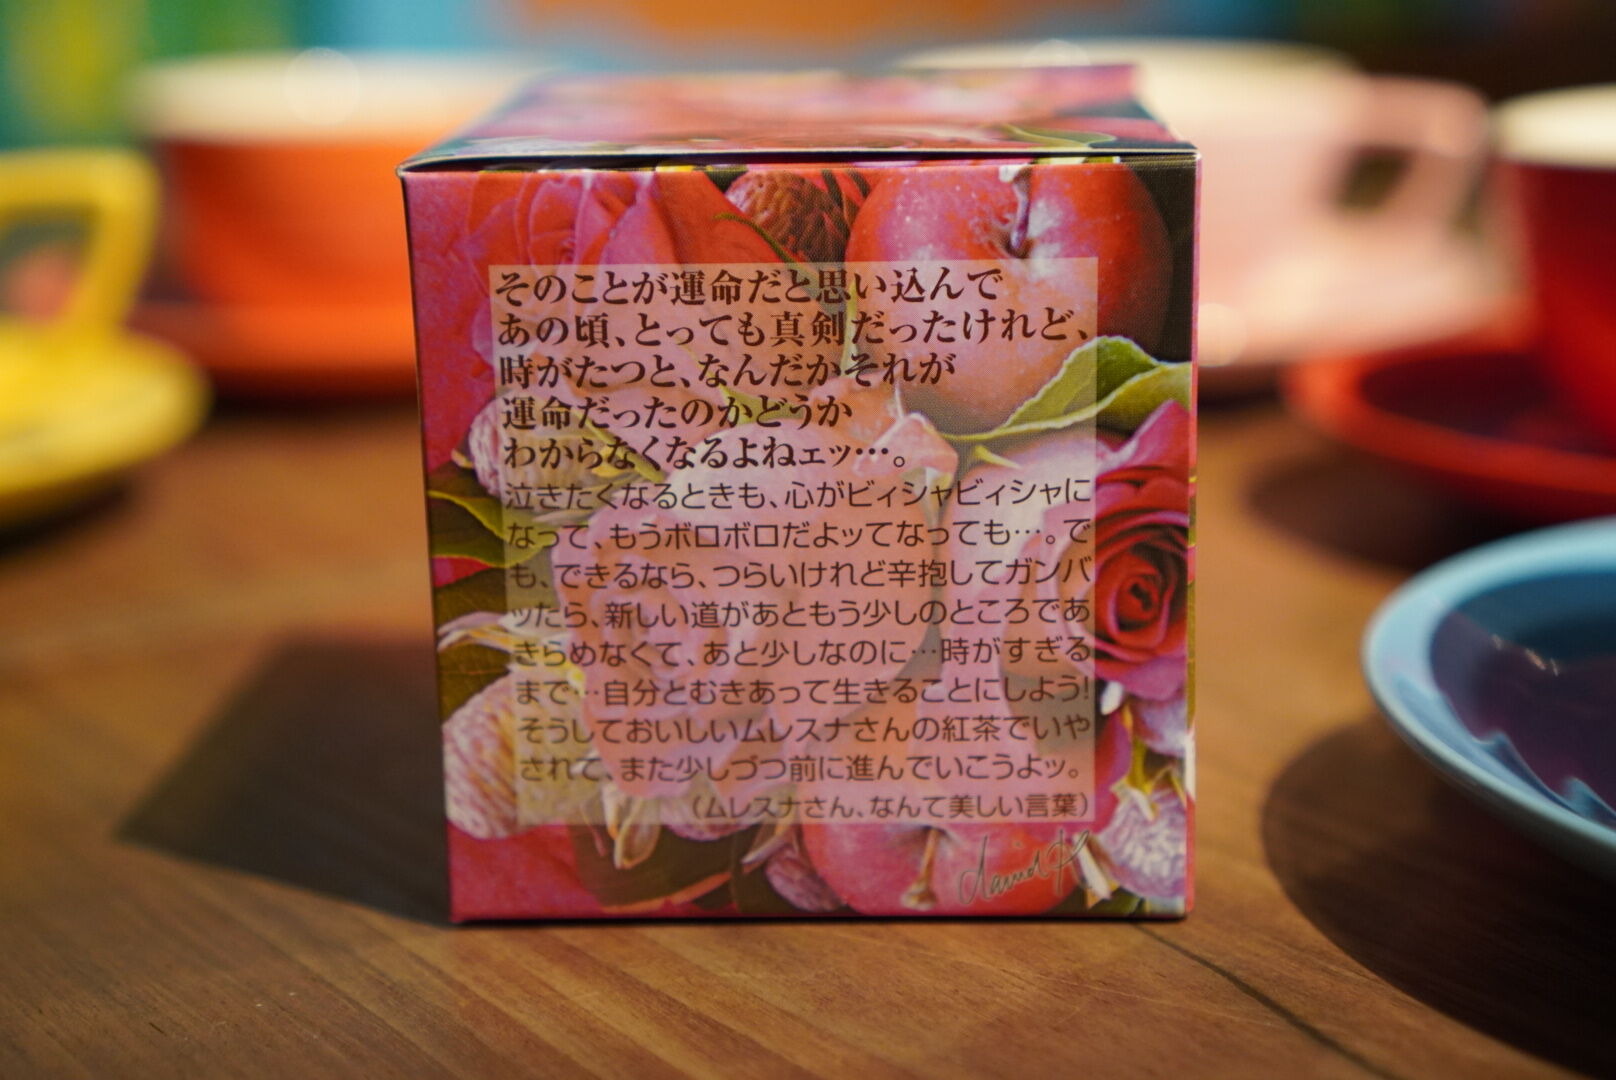 そのことが運命だと思い込んで
あの頃、とっても真剣だったけれど、
時がたつと、なんだかそれが
運命だったのかどうか
わからなくなるよねェッ…。
泣きたくなるときも、心がビィシャビィシャに
なって、もうボロボロだよッてなっても…。で
も、できるなら、つらいけれど辛抱してガンバ
ッたら、新しい道があともう少しのところであ
きらめなくて、あと少しなのに…時がすぎる
まで…自分とむきあって生きることにしよう!
そうしておいしいムレスナさんの紅茶でいや
されて、また少しづつ前に進んでいこうよッ。
(ムレスナさん、なんて美しい言葉)
david K.